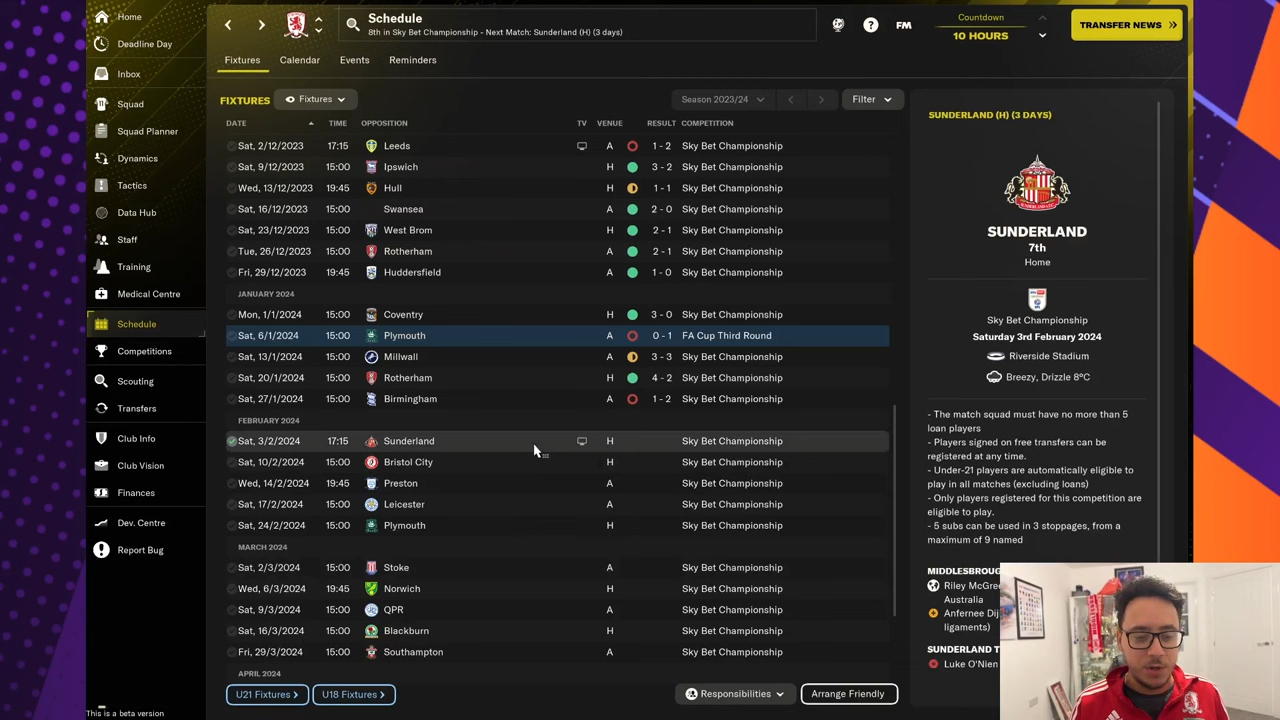 Home
Deadline Day
Inbox
Squad
Squad Planner
Dynamics
Tactics
Data Hub
Staff
Training
Medical Centre
Schedule
Competitions
Scouting
Transfers
Club Info
Club Vision
Finances
Dev. Centre
Report Bug
This is a beta version
Schedule
8th in Sky Bet Championship - Next Match: Sunderland (H) (3 days)
FM
Countdown
10 HOURS
TRANSFER NEWS
Fixtures Calendar Events Reminders
FIXTURES Fixtures Season 2023/24 Filter
DATE TIME OPPOSITION TV VENUE RESULT COMPETITION
Sat, 2/12/2023 17:15 Leeds A 1 - 2 Sky Bet Championship
Sat, 9/12/2023 15:00 Ipswich H 3 - 2 Sky Bet Championship
Wed, 13/12/2023 19:45 Hull H 1 - 1 Sky Bet Championship
Sat, 16/12/2023 15:00 Swansea A 2 - 0 Sky Bet Championship
Sat, 23/12/2023 15:00 West Brom H 2 - 1 Sky Bet Championship
Tue, 26/12/2023 15:00 Rotherham A 2 - 1 Sky Bet Championship
Fri, 29/12/2023 19:45 Huddersfield A 1 - 0 Sky Bet Championship
JANUARY 2024
Mon, 1/1/2024 15:00 Coventry H 3 - 0 Sky Bet Championship
Sat, 6/1/2024 15:00 Plymouth A 0 - 1 FA Cup Third Round
Sat, 13/1/2024 15:00 Millwall A 3 - 3 Sky Bet Championship
Sat, 20/1/2024 15:00 Rotherham H 4 - 2 Sky Bet Championship
Sat, 27/1/2024 15:00 Birmingham A 1 - 2 Sky Bet Championship
FEBRUARY 2024
Sat, 3/2/2024 17:15 Sunderland H Sky Bet Championship
Sat, 10/2/2024 15:00 Bristol City H Sky Bet Championship
Wed, 14/2/2024 19:45 Preston A Sky Bet Championship
Sat, 17/2/2024 15:00 Leicester A Sky Bet Championship
Sat, 24/2/2024 15:00 Plymouth H Sky Bet Championship
MARCH 2024
Sat, 2/3/2024 15:00 Stoke A Sky Bet Championship
Wed, 6/3/2024 19:45 Norwich H Sky Bet Championship
Sat, 9/3/2024 15:00 QPR A Sky Bet Championship
Sat, 16/3/2024 15:00 Blackburn H Sky Bet Championship
Fri, 29/3/2024 15:00 Southampton A Sky Bet Championship
APRIL 2024
U21 Fixtures U18 Fixtures Responsibilities Arrange Friendly
SUNDERLAND (H) (3 DAYS)
SUNDERLAND
7th
Home
Sky Bet Championship
Saturday 3rd February 2024
Riverside Stadium
Breezy, Drizzle 8°C
- The match squad must have no more than 5
loan players
- Players signed on free transfers can be
registered at any time.
- Under-21 players are automatically eligible to
play in all matches (excluding loans)
- Only players registered for this competition are
eligible to play.
- 5 subs can be used in 3 stoppages, from a
maximum of 9 named
MIDDLESBROU
Riley McGre
Australia
Anfernee Dij
ligaments)
SUNDERLAND T
Luke O'Nien